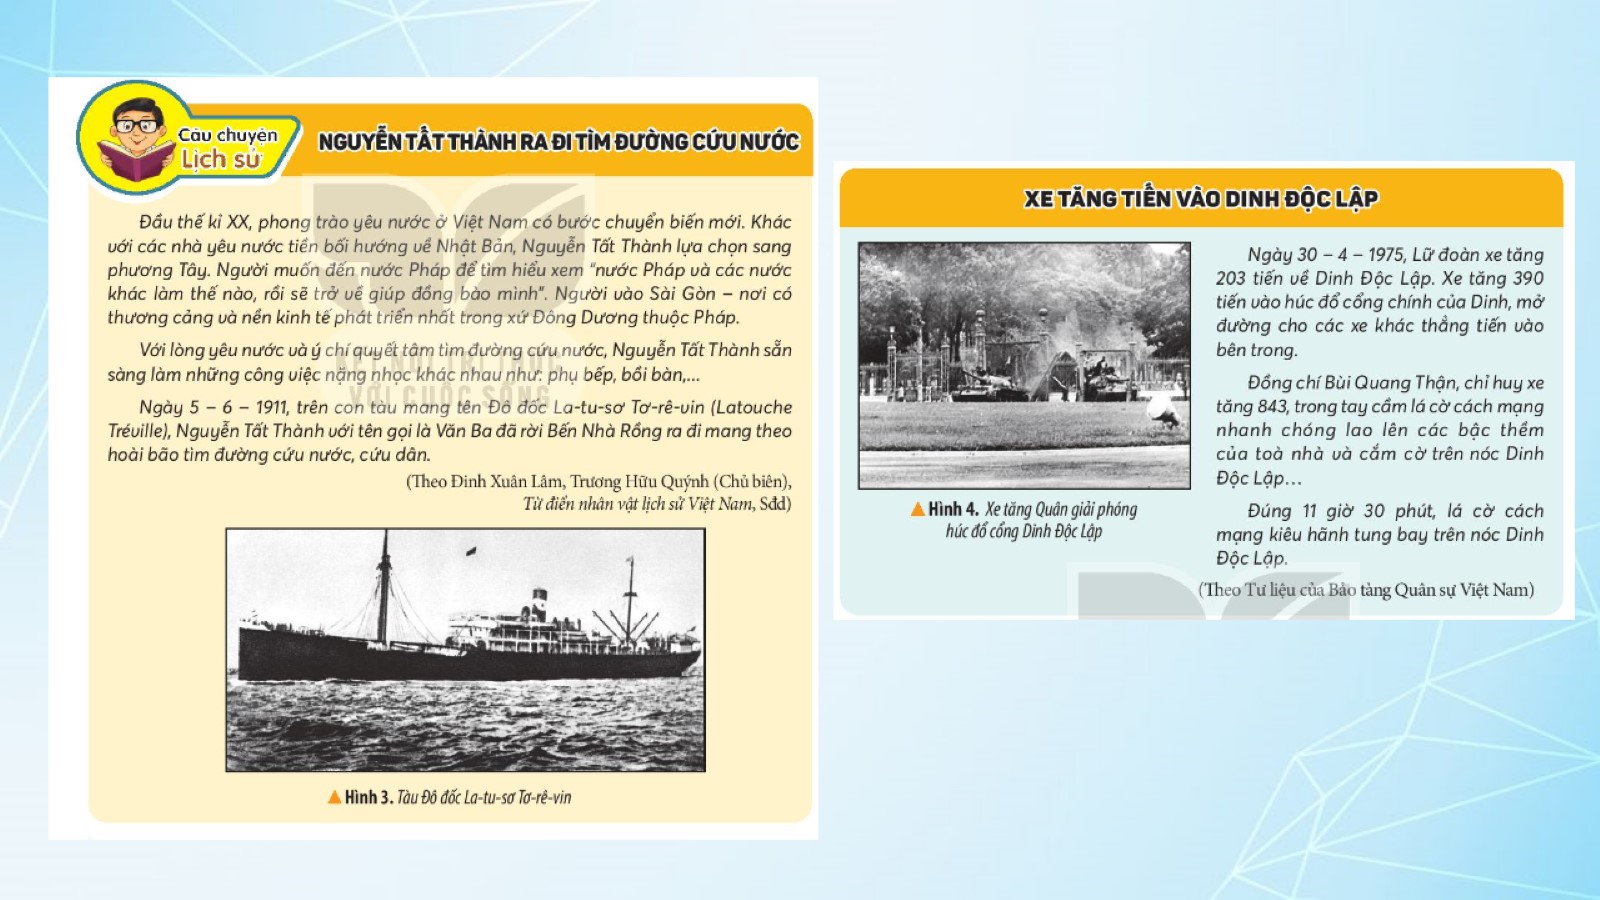 Câu chuyện
Lịch sử
NGUYỄN TẤT THÀNH RA ĐI TÌM ĐƯỜNG CỨU NƯỚC
Đầu thế kỉ XX, phong trào yêu nước ở Việt Nam có bước chuyển biến mới. Khác
với các nhà yêu nước tiền bối hướng về Nhật Bản, Nguyễn Tất Thành lựa chọn sang
phương Tây. Người muốn đến nước Pháp để tìm hiểu xem “nước Pháp và các nước
khác làm thế nào, rồi sẽ trở về giúp đồng bào mình”. Người vào Sài Gòn – nơi có
thương cảng và nền kinh tế phát triển nhất trong xứ Đông Dương thuộc Pháp.
Với lòng yêu nước và ý chí quyết tâm tìm đường cứu nước, Nguyễn Tất Thành sẵn
sàng làm những công việc nặng nhọc khác nhau như: phụ bếp, bồi bàn,...
Ngày 5 – 6 – 1911, trên con tàu mang tên Đô đốc La-tu-sơ Tơ-rê-vin (Latouche
Tréville), Nguyễn Tất Thành với tên gọi là Văn Ba đã rời Bến Nhà Rồng ra đi mang theo
hoài bão tìm đường cứu nước, cứu dân.
(Theo Đinh Xuân Lâm, Trương Hữu Quýnh (Chủ biên),
Từ điển nhân vật lịch sử Việt Nam, Sđd)
KẾT NỐI TRI THỨC
VỚI CUỘC SỐNG
Hình 3. Tàu Đô đốc La-tu-sơ Tơ-rê-vin
XE TĂNG TIẾN VÀO DINH ĐỘC LẬP
Ngày 30 – 4 – 1975, Lữ đoàn xe tăng
203 tiến về Dinh Độc Lập. Xe tăng 390
tiến vào húc đổ cổng chính của Dinh, mở
đường cho các xe khác thẳng tiến vào
bên trong.
Đồng chí Bùi Quang Thận, chỉ huy xe
tăng 843, trong tay cầm lá cờ cách mạng
nhanh chóng lao lên các bậc thềm
của toà nhà và cắm cờ trên nóc Dinh
Độc Lập...
Đúng 11 giờ 30 phút, lá cờ cách
mạng kiêu hãnh tung bay trên nóc Dinh
Độc Lập.
(Theo Tư liệu của Bảo tàng Quân sự Việt Nam)
Hình 4. Xe tăng Quân giải phóng
húc đổ cổng Dinh Độc Lập